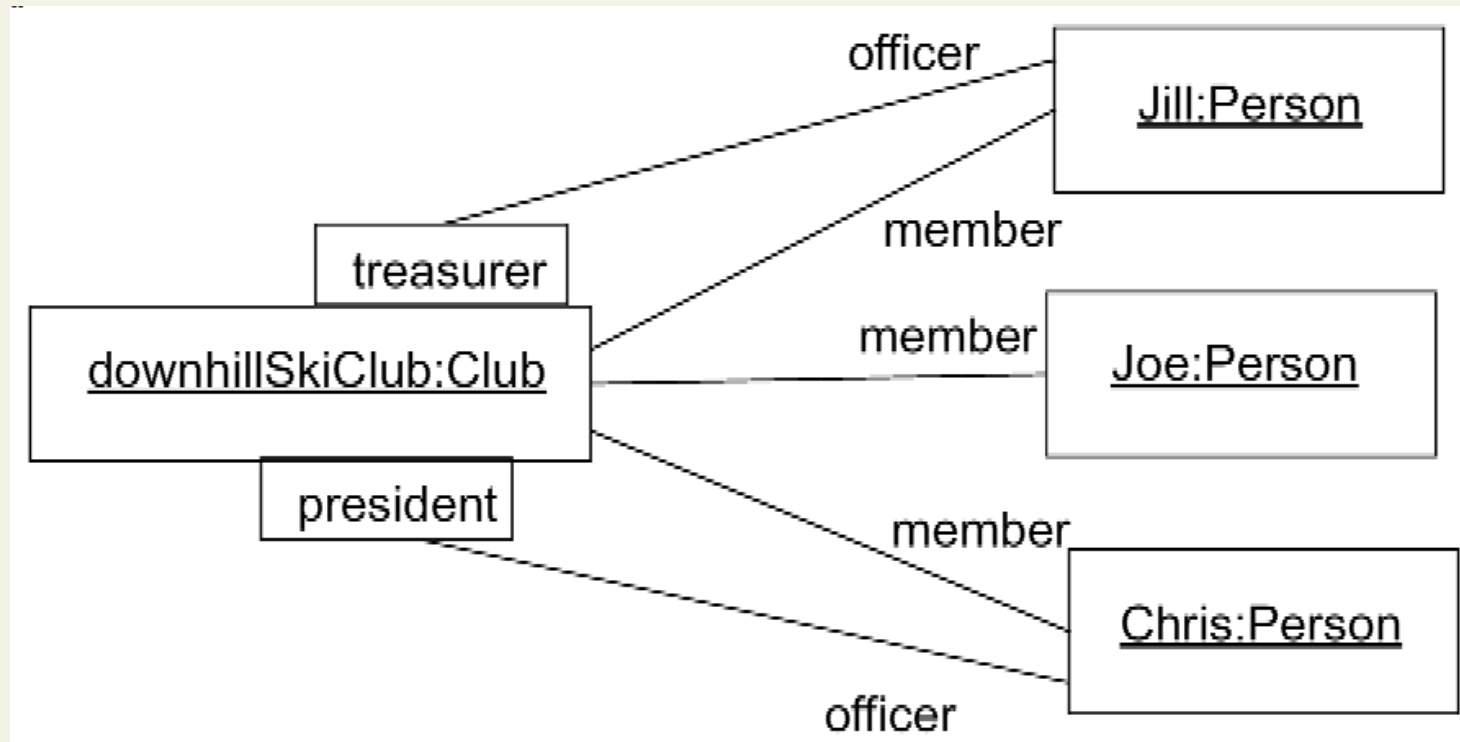 officer
Jill:Person
member
treasurer
member
downhillSkiClub:Club
Joe:Person
president
member
Chris:Person
officer